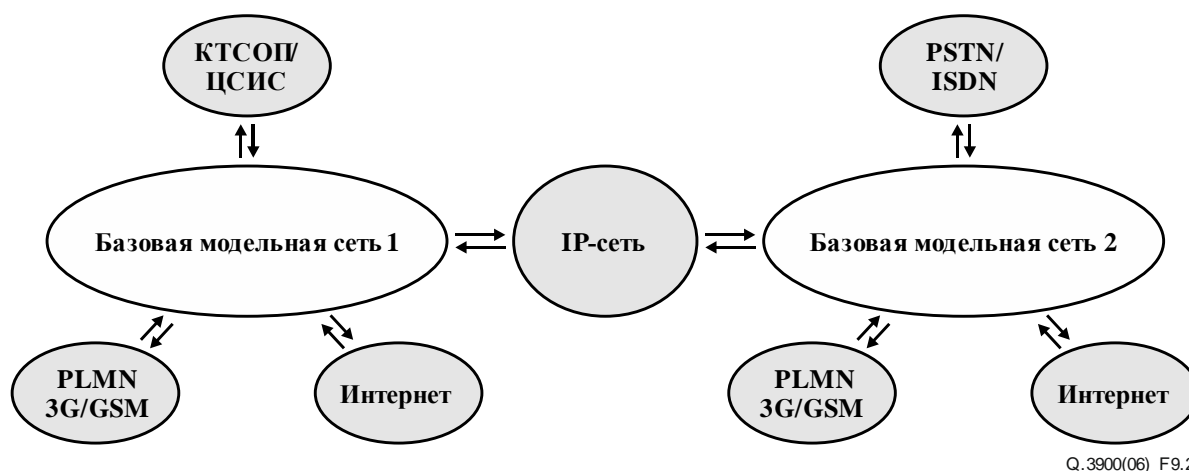 КТСОП/
ЦСИС
PSTN/
ISDN
Базовая модельная сеть 1
IP-сеть
Базовая модельная сеть 2
PLMN
3G/GSM
Интернет
PLMN
3G/GSM
Интернет
Q.3900(06)_F9.2